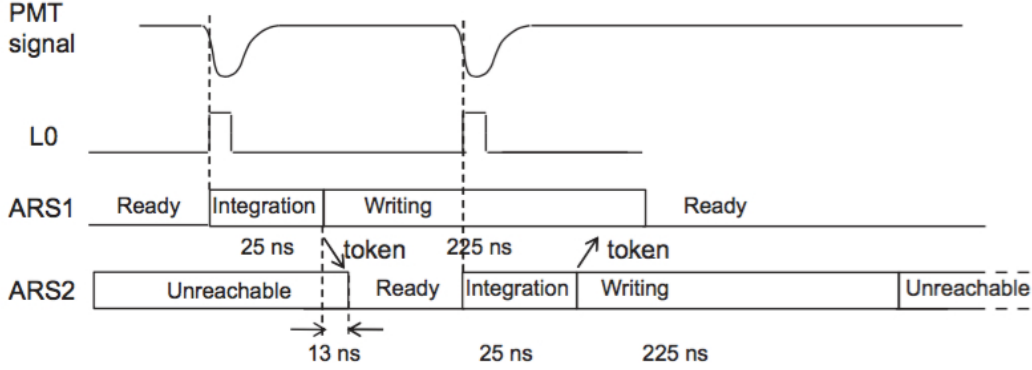 PMT
signal
L0
ARS1 Ready Integration Writing Ready
25 ns token 225 ns token
ARS2 Unreachable Ready Integration Writing Unreachable
13 ns 25 ns 225 ns